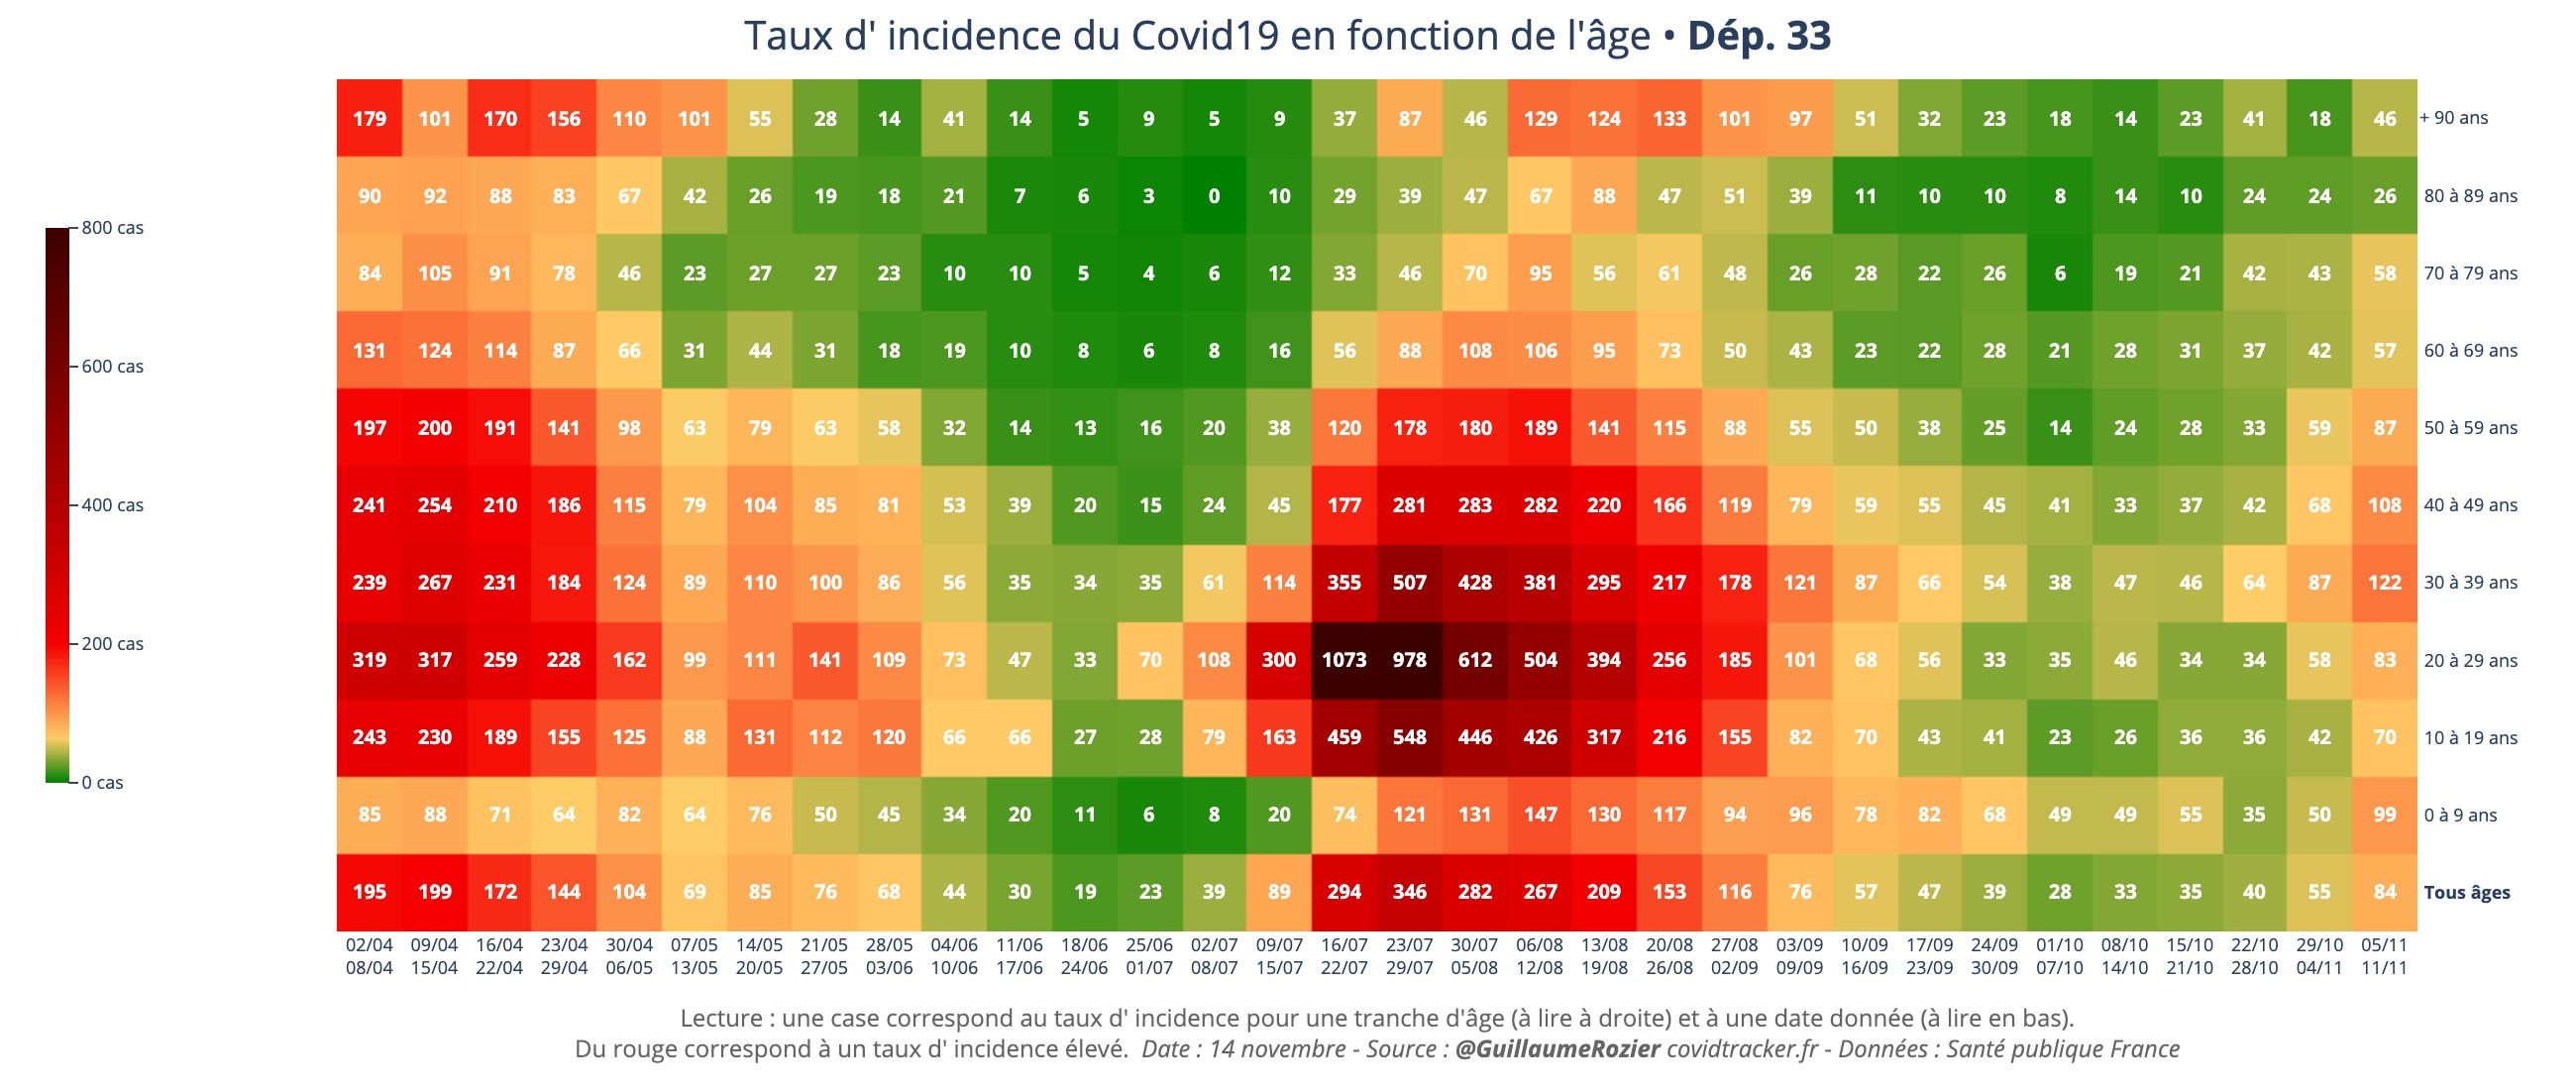 Taux d' incidence du Covid19 en fonction de l'âge • Dép. 33
179 101 170 156 110 101 55 28 14 41 14 5 9 5 9 37 87 46 129 124 133 101 97 51 32 23 18 14 23 41 18 46 + 90 ans
90 92 88 83 67 42 26 19 18 21 7 6 3 0 10 29 39 47 67 88 47 51 39 11 10 10 8 14 10 24 24 26 80 à 89 ans
800 cas
84 105 91 78 46 23 27 27 23 10 10 5 4 6 12 33 46 70 95 56 61 48 26 28 22 26 6 19 21 42 43 58 70 à 79 ans
131 124 114 87 66 31 44 31 18 19 10 8 6 8 16 56 88 108 106 95 73 50 43 23 22 28 21 28 31 37 42 57 60 à 69 ans
600 cas
197 200 191 141 98 63 79 63 58 32 14 13 16 20 38 120 178 180 189 141 115 88 55 50 38 25 14 24 28 33 59 87 50 à 59 ans
400 cas
241 254 210 186 115 79 104 85 81 53 39 20 15 24 45 177 281 283 282 220 166 119 79 59 55 45 41 33 37 42 68 108 40 à 49 ans
239 267 231 184 124 89 110 100 86 56 35 34 35 61 114 355 507 428 381 295 217 178 121 87 66 54 38 47 46 64 87 122 30 à 39 ans
200 cas
319 317 259 228 162 99 111 141 109 73 47 33 70 108 300 1073 978 612 504 394 256 185 101 68 56 33 35 46 34 34 58 83 20 à 29 ans
243 230 189 155 125 88 131 112 120 66 66 27 28 79 163 459 548 446 426 317 216 155 82 70 43 41 23 26 36 36 42 70 10 à 19 ans
0 cas
85 88 71 64 82 64 76 50 45 34 20 11 6 8 20 74 121 131 147 130 117 94 96 78 82 68 49 49 55 35 50 99 0 à 9 ans
195 199 172 144 104 69 85 76 68 44 30 19 23 39 89 294 346 282 267 209 153 116 76 57 47 39 28 33 35 40 55 84 Tous âges
02/04 09/04 16/04 23/04 30/04 07/05 14/05 21/05 28/05 04/06 11/06 18/06 25/06 02/07 09/07 16/07 23/07 30/07 06/08 13/08 20/08 27/08 03/09 10/09 17/09 24/09 01/10 08/10 15/10 22/10 29/10 05/11
08/04 15/04 22/04 29/04 06/05 13/05 20/05 27/05 03/06 10/06 17/06 24/06 01/07 08/07 15/07 22/07 29/07 05/08 12/08 19/08 26/08 02/09 09/09 16/09 23/09 30/09 07/10 14/10 21/10 28/10 04/11 11/11
Lecture : une case correspond au taux d' incidence pour une tranche d'âge (à lire à droite) et à une date donnée (à lire en bas).
Du rouge correspond à un taux d' incidence élevé. Date : 14 novembre - Source : @GuillaumeRozier covidtracker.fr - Données : Santé publique France